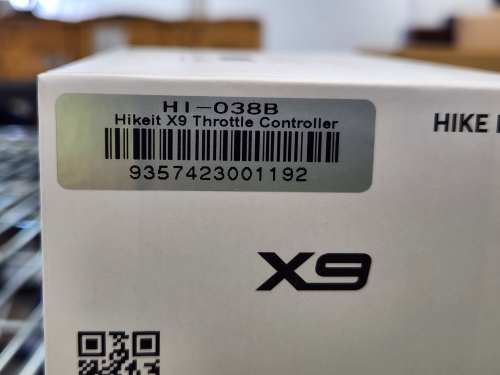 HI-038B
Hikeit X9 Throttle Controller
9357423001192
HIKE
X9